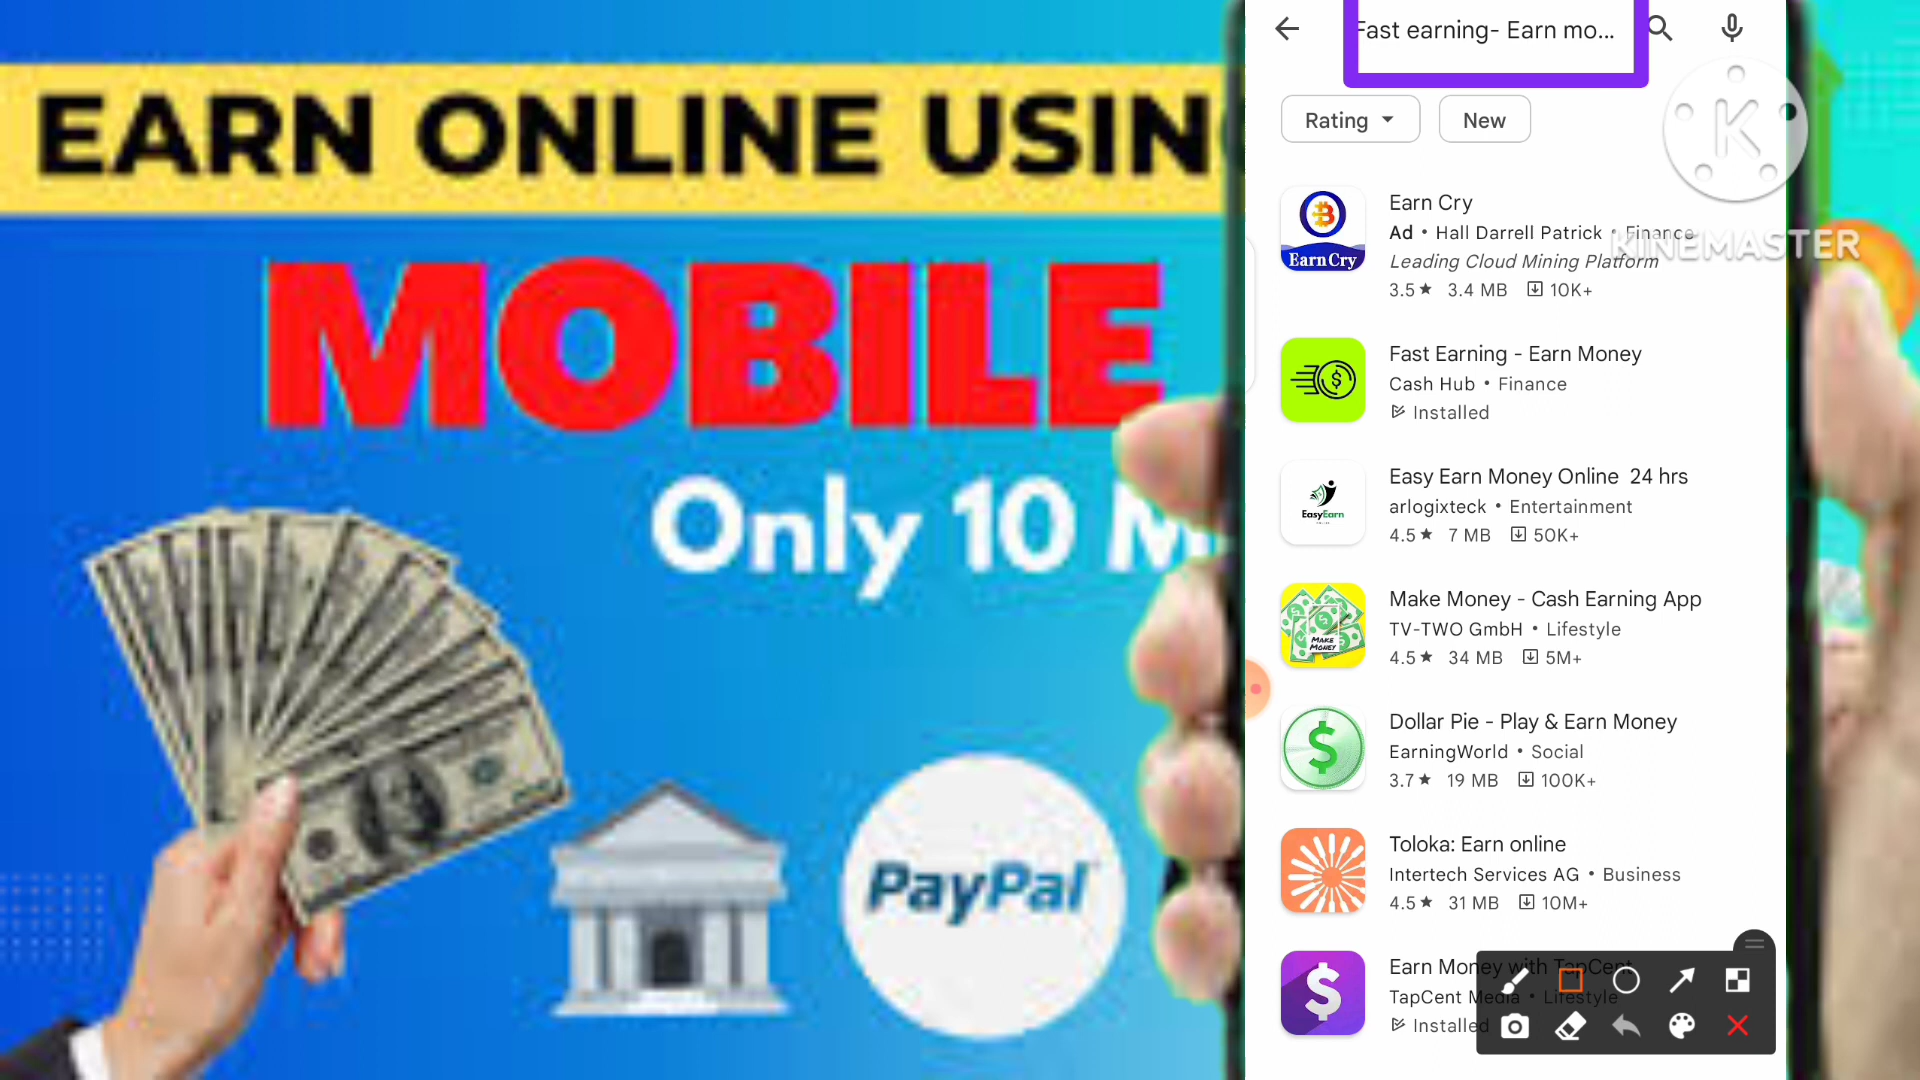 EARN ONLINE USIN
MOBILE
Only 10 M
PayPal
Fast earning- Earn mo...
Rating
New
K
KINEMASTER
EarnCry
Earn Cry
Ad • Hall Darrell Patrick • Finance
Leading Cloud Mining Platform
3.5★ 3.4 MB 10K+
Fast Earning - Earn Money
Cash Hub • Finance
Installed
EasyEarn
Easy Earn Money Online 24 hrs
arlogixteck • Entertainment
4.5★ 7 MB 50K+
MAKE
MONEY
Make Money - Cash Earning App
TV-TWO GmbH • Lifestyle
4.5★ 34 MB 5M+
Dollar Pie - Play & Earn Money
EarningWorld • Social
3.7★ 19 MB 100K+
Toloka: Earn online
Intertech Services AG • Business
4.5★ 31 MB 10M+
Earn Money with TapCent
TapCent Media • Lifestyle
Installed